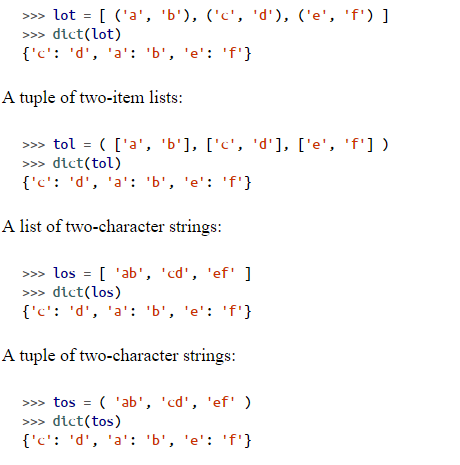 >>> lot = [ ('a', 'b'), ('c', 'd'), ('e', 'f') ]
>>> dict(lot)
{'c': 'd', 'a': 'b', 'e': 'f'}
A tuple of two-item lists:
>>> tol = ( ['a', 'b'], ['c', 'd'], ['e', 'f'] )
>>> dict(tol)
{'c': 'd', 'a': 'b', 'e': 'f'}
A list of two-character strings:
>>> los = [ 'ab', 'cd', 'ef' ]
>>> dict(los)
{'c': 'd', 'a': 'b', 'e': 'f'}
A tuple of two-character strings:
>>> tos = ( 'ab', 'cd', 'ef' )
>>> dict(tos)
{'c': 'd', 'a': 'b', 'e': 'f'}